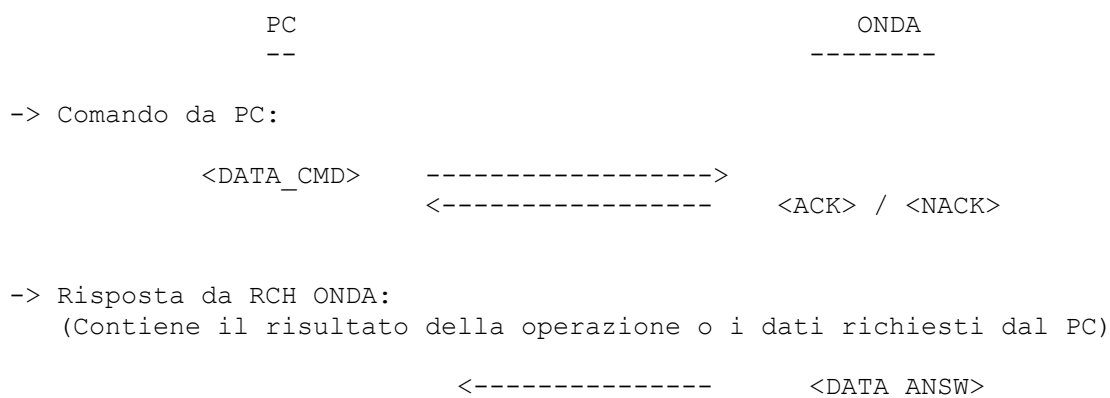 PC ONDA
-- --------
-> Comando da PC:
<DATA_CMD> ------------------>
<----------------- <ACK> / <NACK>
-> Risposta da RCH ONDA:
(Contiene il risultato della operazione o i dati richiesti dal PC)
<--------------- <DATA ANSW>